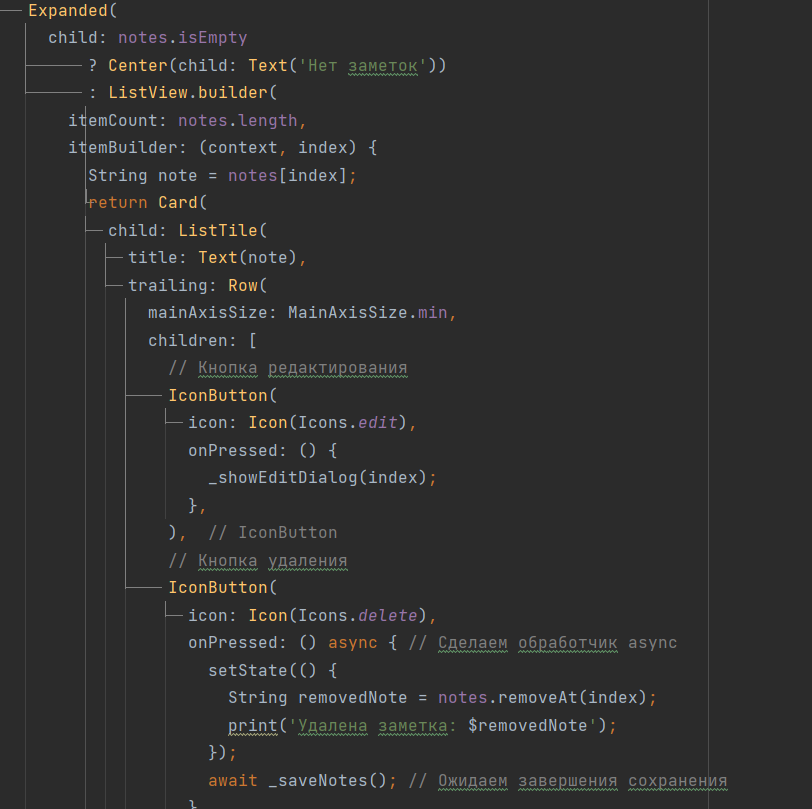 Expanded(
child: notes.isEmpty
? Center(child: Text('Нет заметок'))
: ListView.builder(
itemCount: notes.length,
itemBuilder: (context, index) {
String note = notes[index];
return Card(
child: ListTile(
title: Text(note),
trailing: Row(
mainAxisSize: MainAxisSize.min,
children: [
// Кнопка редактирования
IconButton(
icon: Icon(Icons.edit),
onPressed: () {
_showEditDialog(index);
},
), // IconButton
// Кнопка удаления
IconButton(
icon: Icon(Icons.delete),
onPressed: () async { // Сделаем обработчик async
setState(() {
String removedNote = notes.removeAt(index);
print('Удалена заметка: $removedNote');
});
await _saveNotes(); // Ожидаем завершения сохранения
}